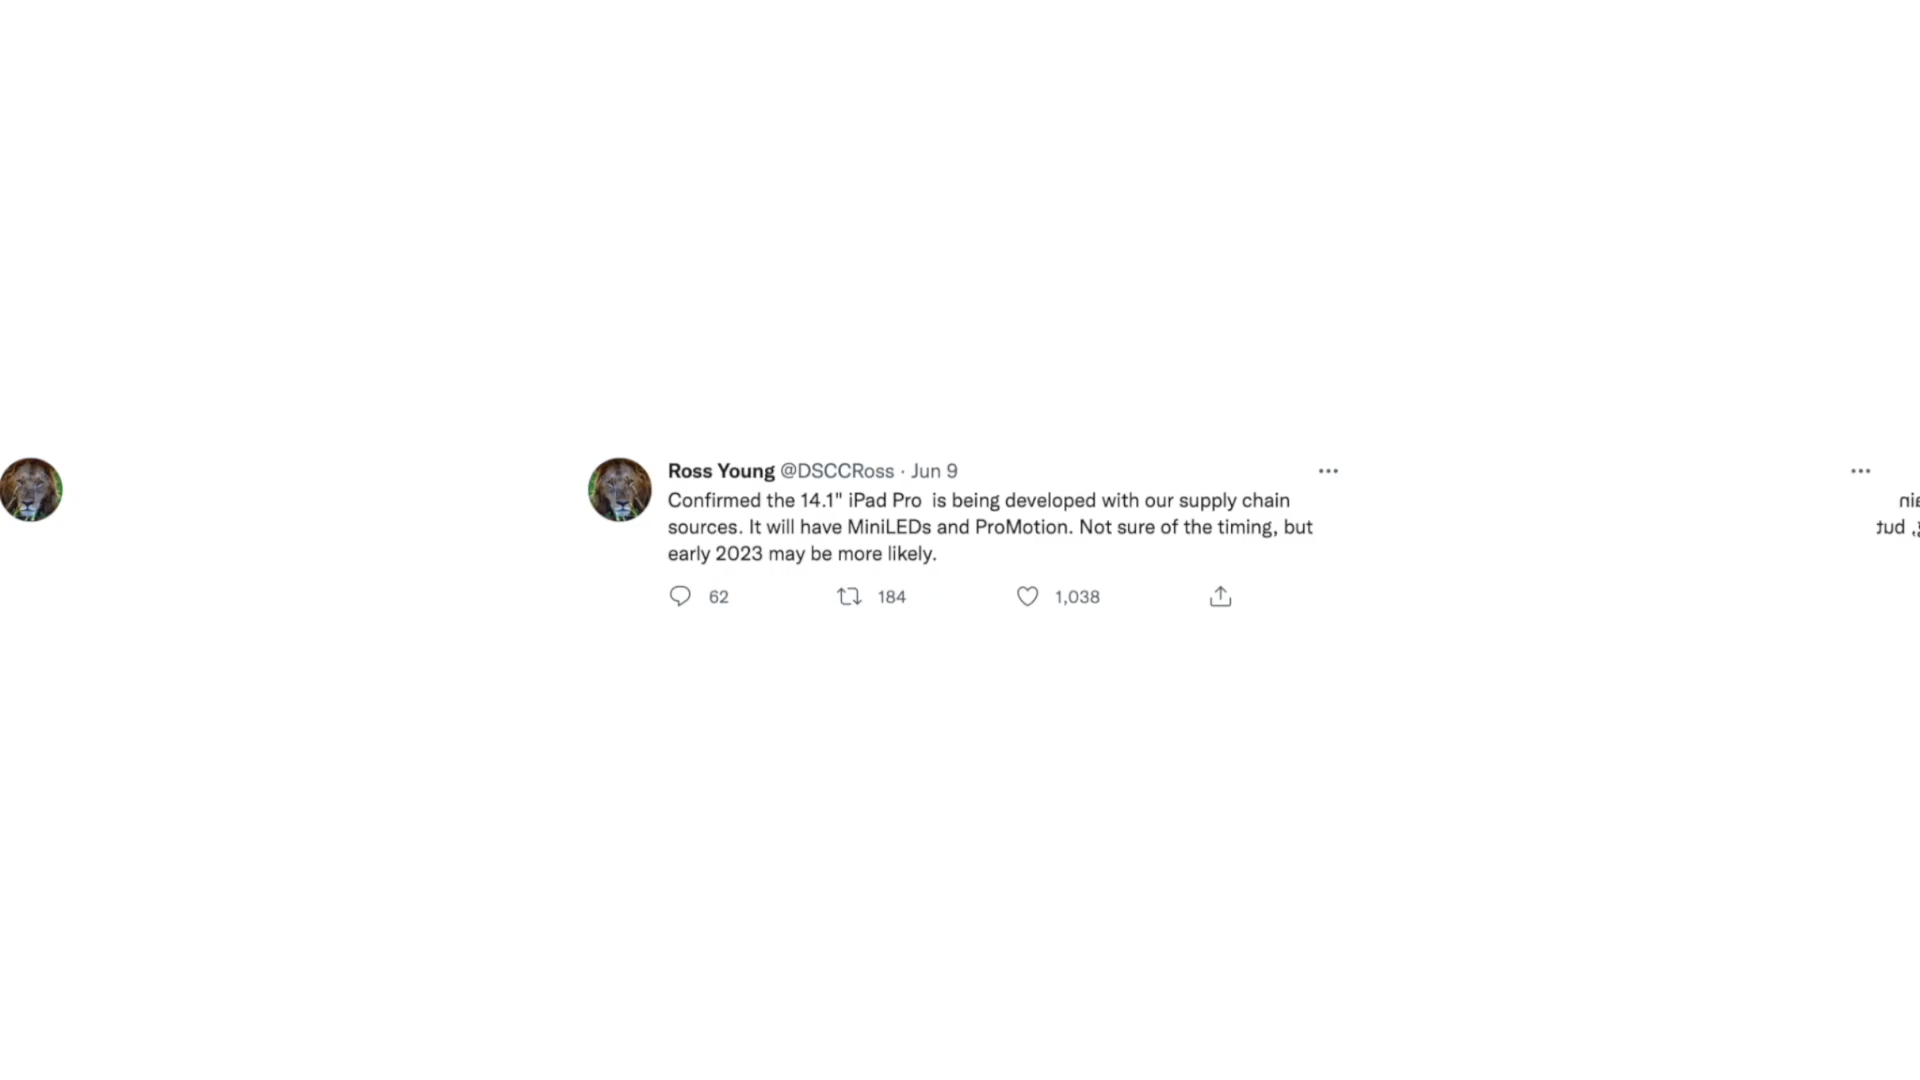 Ross Young @DSCCRoss · Jun 9
Confirmed the 14.1" iPad Pro  is being developed with our supply chain
sources. It will have MiniLEDs and ProMotion. Not sure of the timing, but
early 2023 may be more likely.
62 184 1,038